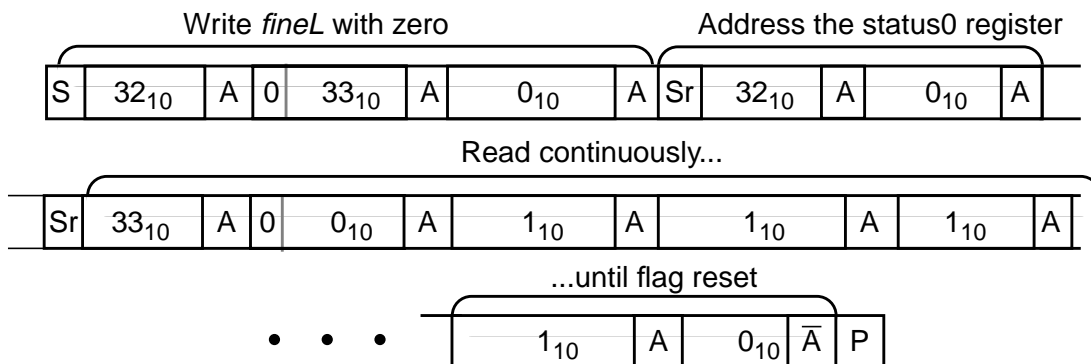 Write fineL with zero Address the status0 register
S 32₁₀ A 0 33₁₀ A 0₁₀ A Sr 32₁₀ A 0₁₀ A
Read continuously...
Sr 33₁₀ A 0 0₁₀ A 1₁₀ A 1₁₀ A 1₁₀ A
...until flag reset
• • • 1₁₀ A 0₁₀ A̅ P